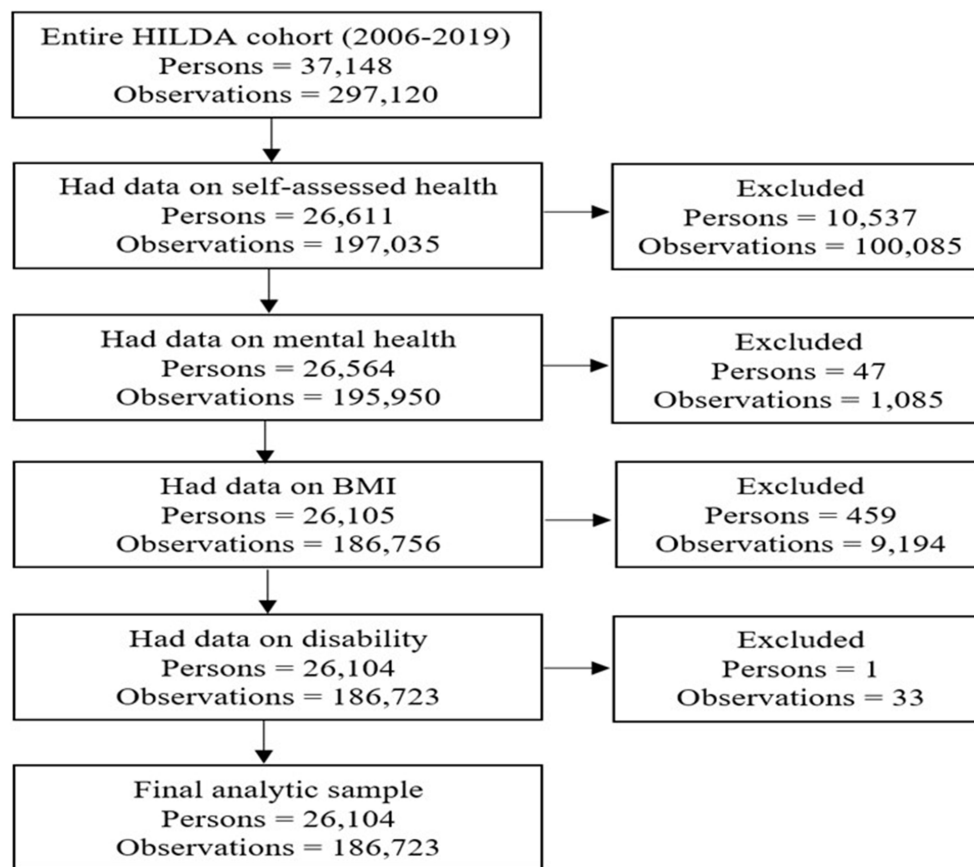 Entire HILDA cohort (2006-2019)
Persons = 37,148
Observations = 297,120
Had data on self-assessed health
Persons = 26,611
Observations = 197,035
Excluded
Persons = 10,537
Observations = 100,085
Had data on mental health
Persons = 26,564
Observations = 195,950
Excluded
Persons = 47
Observations = 1,085
Had data on BMI
Persons = 26,105
Observations = 186,756
Excluded
Persons = 459
Observations = 9,194
Had data on disability
Persons = 26,104
Observations = 186,723
Excluded
Persons = 1
Observations = 33
Final analytic sample
Persons = 26,104
Observations = 186,723